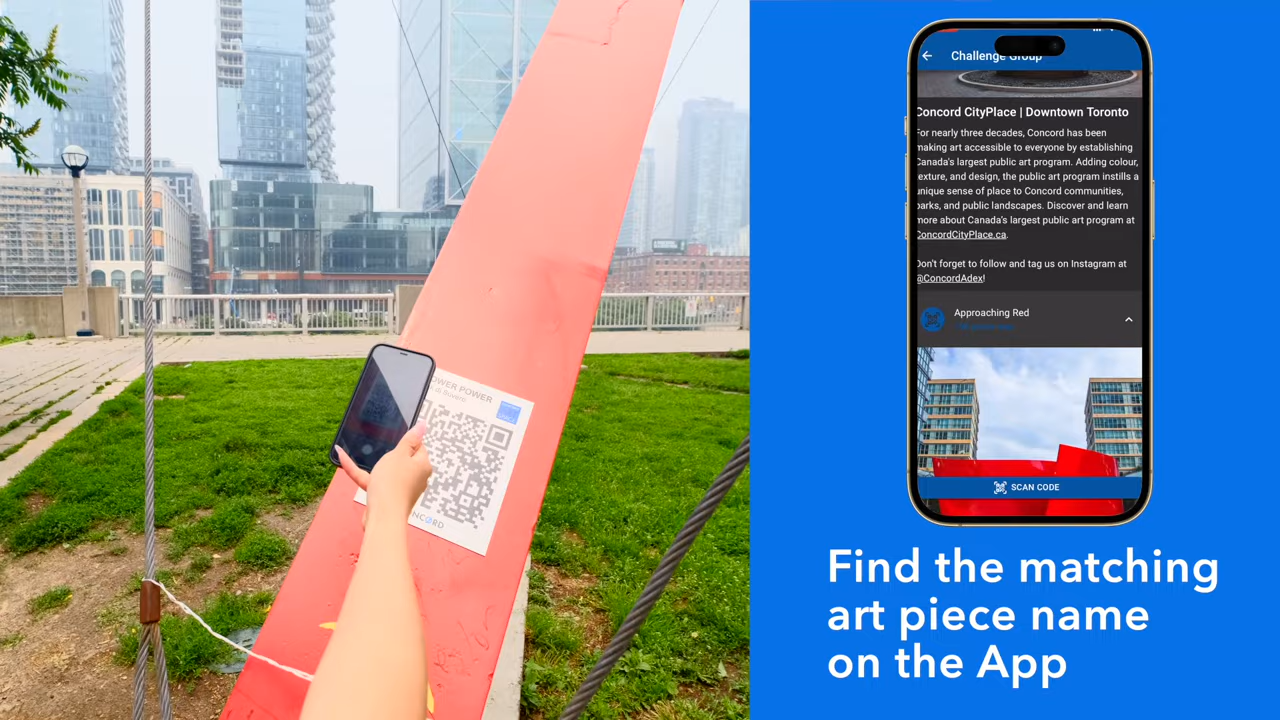 OWER POWER
NCORD
Challenge Group
Concord CityPlace | Downtown Toronto
For nearly three decades, Concord has been
making art accessible to everyone by establishing
Canada's largest public art program. Adding colour,
texture, and design, the public art program instills a
unique sense of place to Concord communities,
parks, and public landscapes. Discover and learn
more about Canada's largest public art program at
ConcordCityPlace.ca.
Don't forget to follow and tag us on Instagram at
@ConcordAdex!
Approaching Red
SCAN CODE
Find the matching
art piece name
on the App